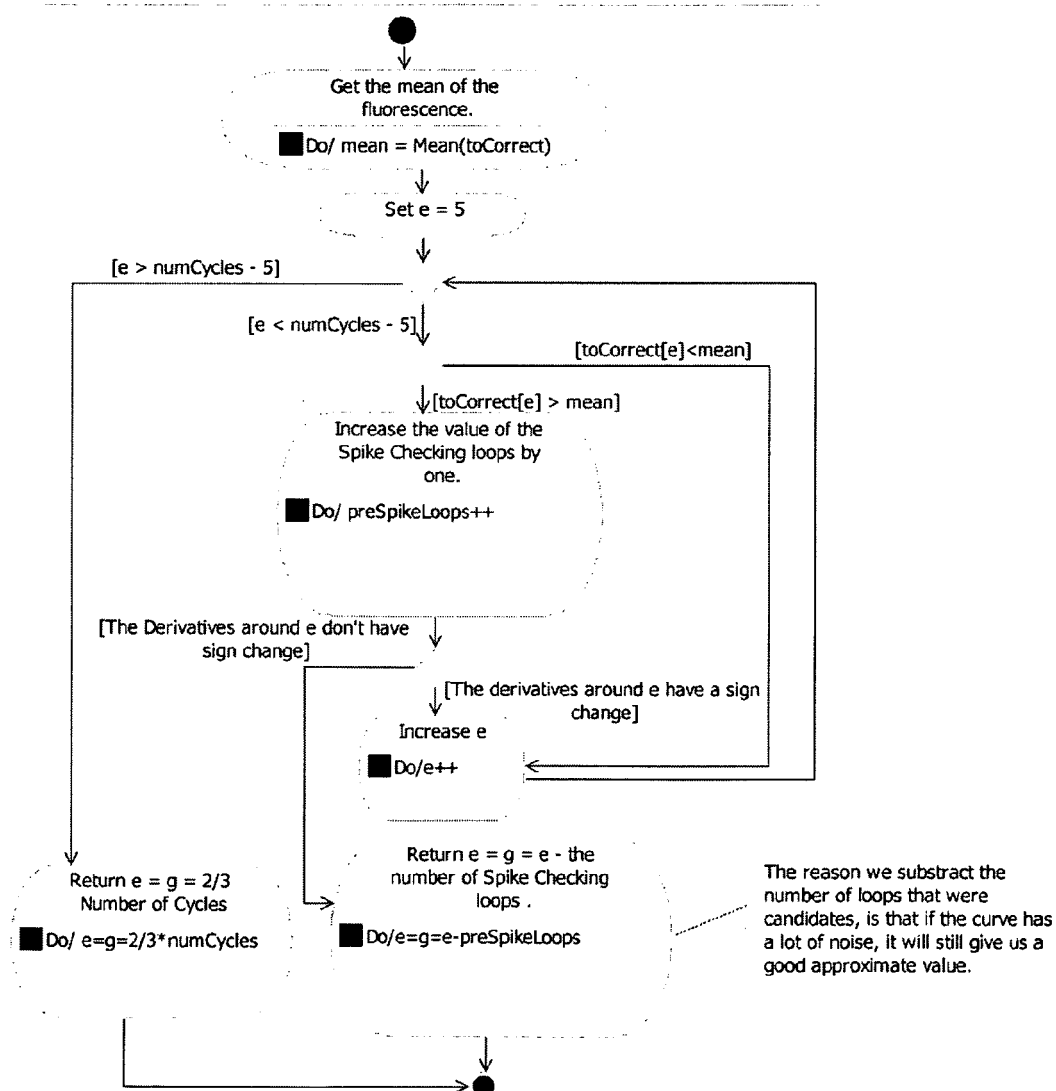 Get the mean of the
fluorescence.
Do/ mean = Mean(toCorrect)
Set e = 5
[e > numCycles - 5]
[e < numCycles - 5]
[toCorrect[e]<mean]
[toCorrect[e] > mean]
Increase the value of the
Spike Checking loops by
one.
Do/ preSpikeLoops++
[The Derivatives around e don't have
sign change]
[The derivatives around e have a sign
change]
Increase e
Do/e++
Return e = g = 2/3
Number of Cycles
Do/ e=g=2/3*numCycles
Return e = g = e - the
number of Spike Checking
loops .
Do/e=g=e-preSpikeLoops
The reason we substract the
number of loops that were
candidates, is that if the curve has
a lot of noise, it will still give us a
good approximate value.